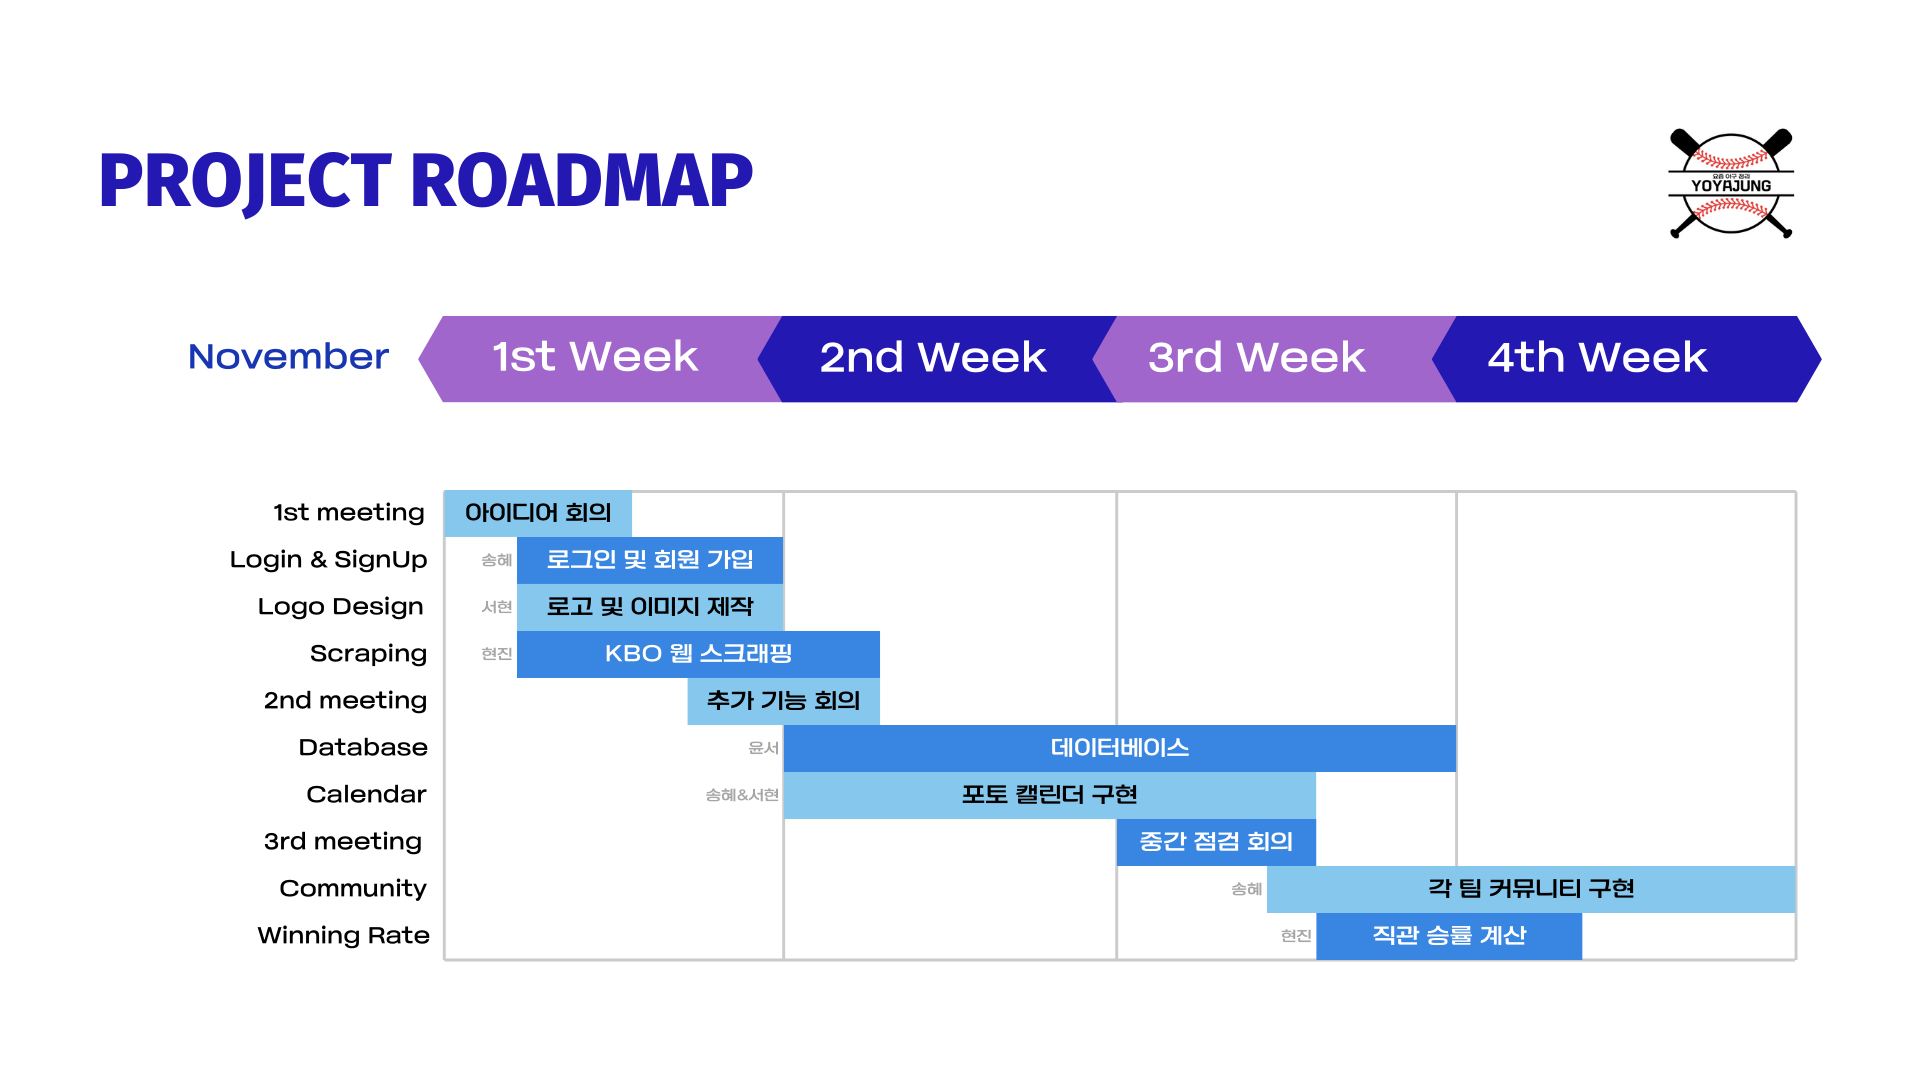 PROJECT ROADMAP
요즘 야구 정리
YOYAJUNG
November
1st Week
2nd Week
3rd Week
4th Week
1st meeting
아이디어 회의
Login & SignUp
송혜
로그인 및 회원 가입
Logo Design
서현
로고 및 이미지 제작
Scraping
현진
KBO 웹 스크래핑
2nd meeting
추가 기능 회의
Database
윤서
데이터베이스
Calendar
송혜&서현
포토 캘린더 구현
3rd meeting
중간 점검 회의
Community
송혜
각 팀 커뮤니티 구현
Winning Rate
현진
직관 승률 계산